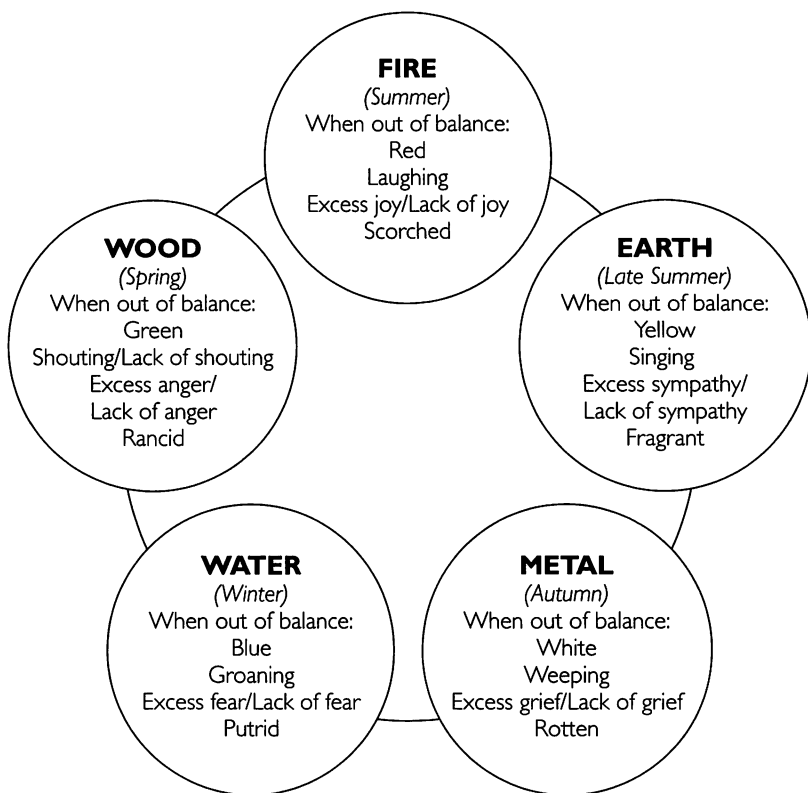 FIRE
(Summer)
When out of balance:
Red
Laughing
Excess joy/Lack of joy
Scorched
WOOD
(Spring)
When out of balance:
Green
Shouting/Lack of shouting
Excess anger/
Lack of anger
Rancid
EARTH
(Late Summer)
When out of balance:
Yellow
Singing
Excess sympathy/
Lack of sympathy
Fragrant
WATER
(Winter)
When out of balance:
Blue
Groaning
Excess fear/Lack of fear
Putrid
METAL
(Autumn)
When out of balance:
White
Weeping
Excess grief/Lack of grief
Rotten